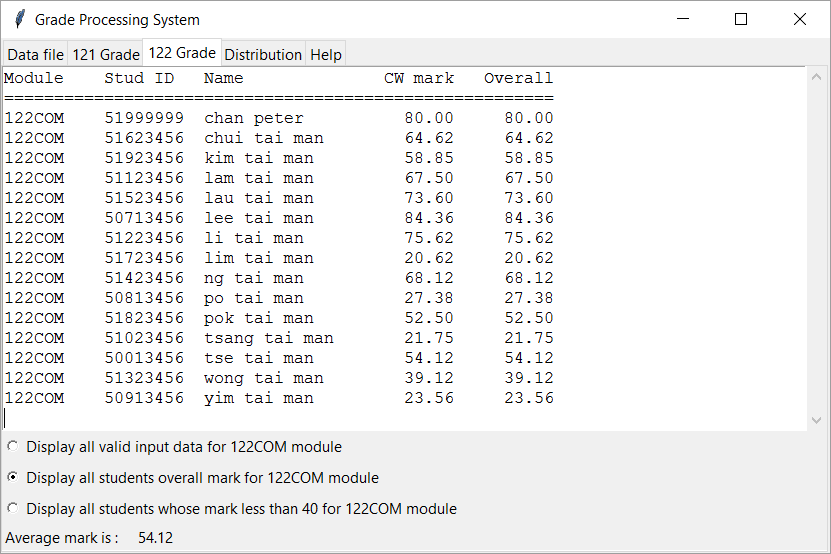 Grade Processing System
Data file 121 Grade 122 Grade Distribution Help
Module Stud ID Name CW mark Overall
=======================================================
122COM 51999999 chan peter 80.00 80.00
122COM 51623456 chui tai man 64.62 64.62
122COM 51923456 kim tai man 58.85 58.85
122COM 51123456 lam tai man 67.50 67.50
122COM 51523456 lau tai man 73.60 73.60
122COM 50713456 lee tai man 84.36 84.36
122COM 51223456 li tai man 75.62 75.62
122COM 51723456 lim tai man 20.62 20.62
122COM 51423456 ng tai man 68.12 68.12
122COM 50813456 po tai man 27.38 27.38
122COM 51823456 pok tai man 52.50 52.50
122COM 51023456 tsang tai man 21.75 21.75
122COM 50013456 tse tai man 54.12 54.12
122COM 51323456 wong tai man 39.12 39.12
122COM 50913456 yim tai man 23.56 23.56
Display all valid input data for 122COM module
Display all students overall mark for 122COM module
Display all students whose mark less than 40 for 122COM module
Average mark is : 54.12